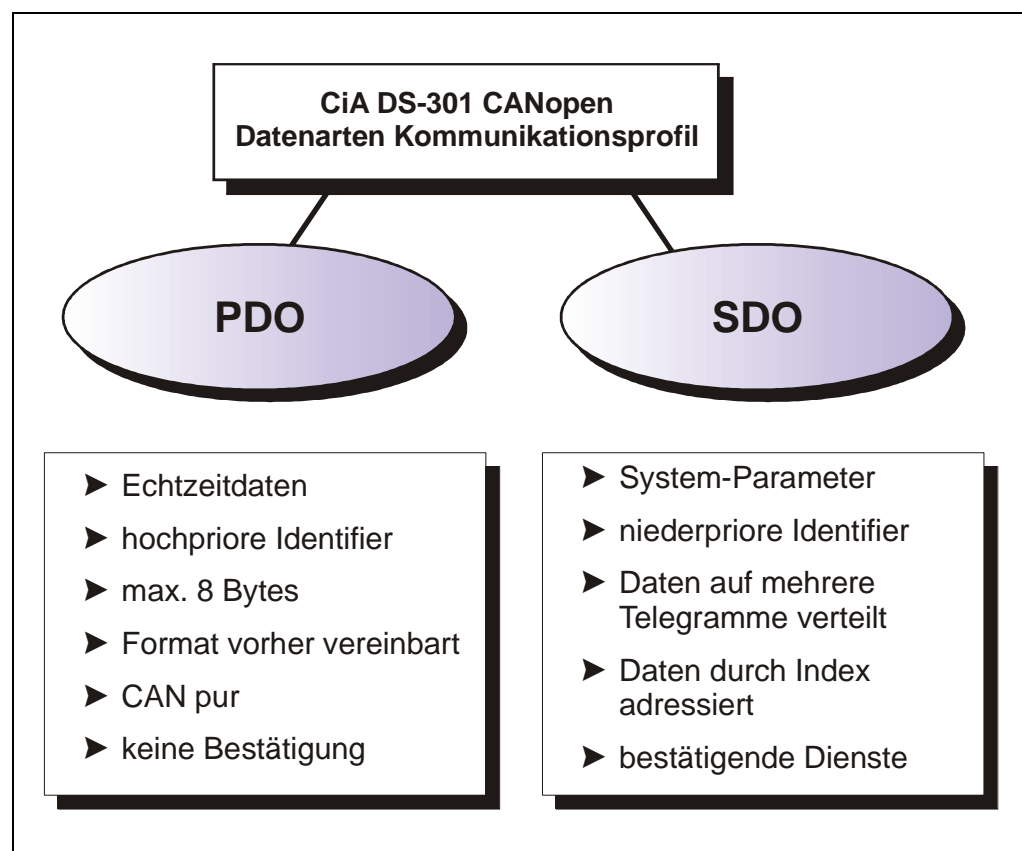 CiA DS-301 CANopen
Datenarten Kommunikationsprofil
PDO
SDO
➤ Echtzeitdaten
➤ hochpriore Identifier
➤ max. 8 Bytes
➤ Format vorher vereinbart
➤ CAN pur
➤ keine Bestätigung
➤ System-Parameter
➤ niederpriore Identifier
➤ Daten auf mehrere
Telegramme verteilt
➤ Daten durch Index
adressiert
➤ bestätigende Dienste